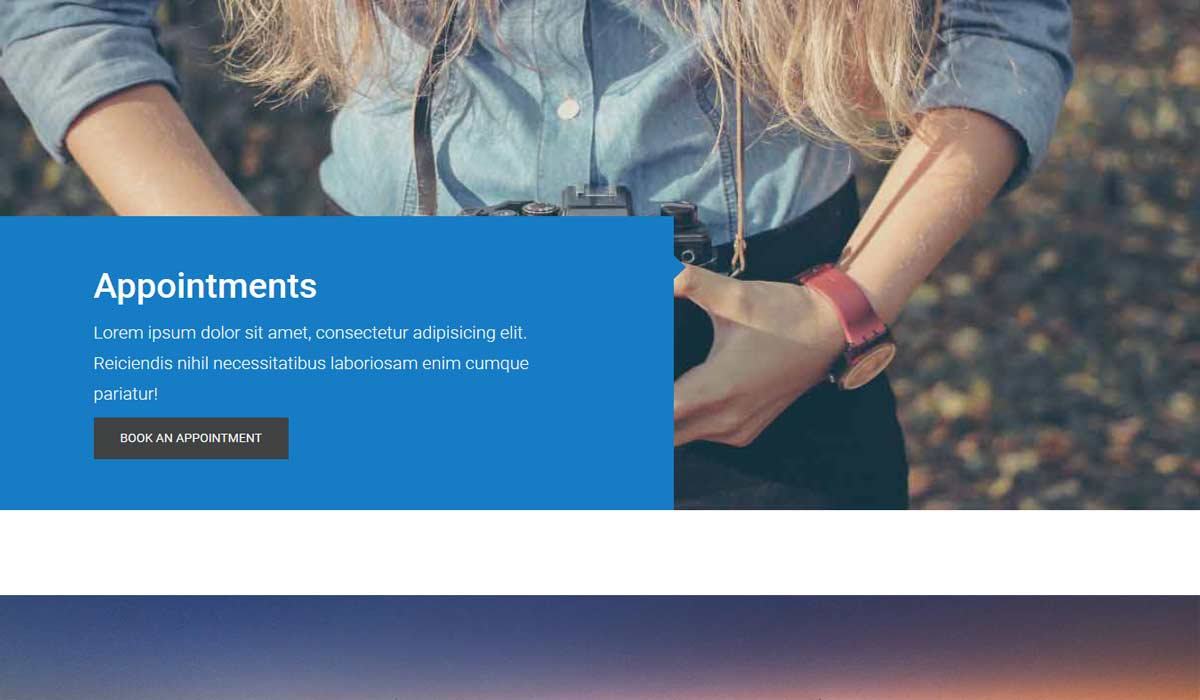 Appointments
Lorem ipsum dolor sit amet, consectetur adipisicing elit.
Reiciendis nihil necessitatibus laboriosam enim cumque
pariatur!
BOOK AN APPOINTMENT